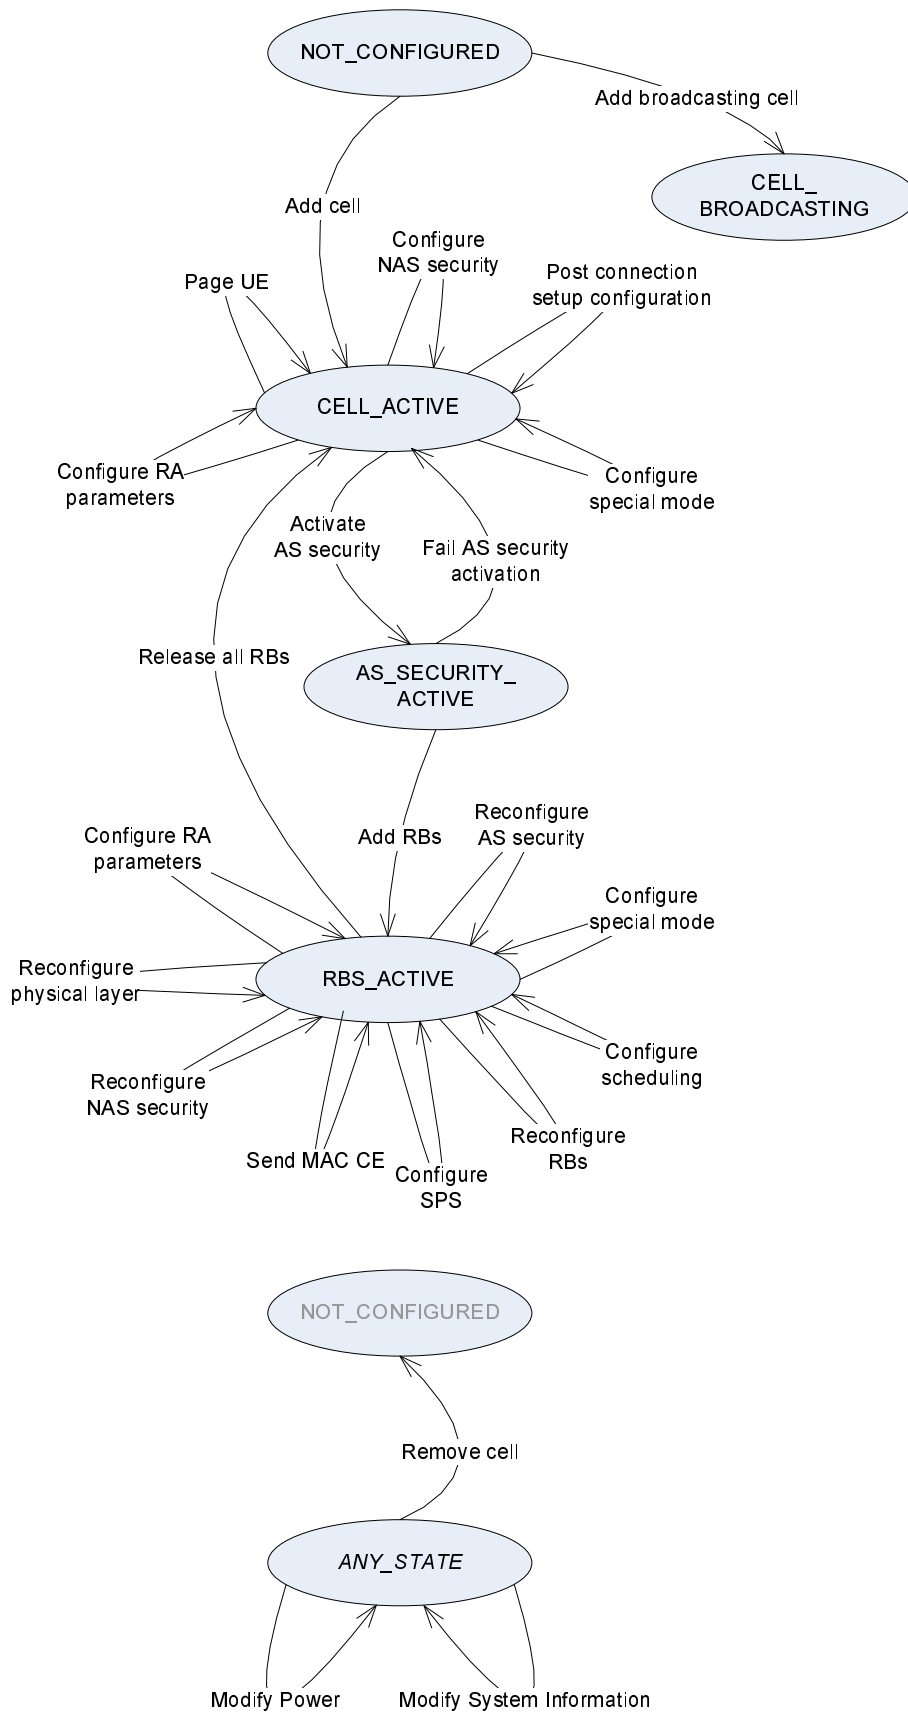 NOT_CONFIGURED
Add broadcasting cell
CELL_
BROADCASTING
Add cell
Configure
NAS security
Page UE
Post connection
setup configuration
CELL_ACTIVE
Configure RA
parameters
Configure
special mode
Activate
AS security
Fail AS security
activation
Release all RBs
AS_SECURITY_
ACTIVE
Add RBs
Reconfigure
AS security
Configure RA
parameters
Configure
special mode
Reconfigure
physical layer
RBS_ACTIVE
Configure
scheduling
Reconfigure
NAS security
Send MAC CE
Configure
SPS
Reconfigure
RBs
NOT_CONFIGURED
Remove cell
ANY_STATE
Modify Power
Modify System Information